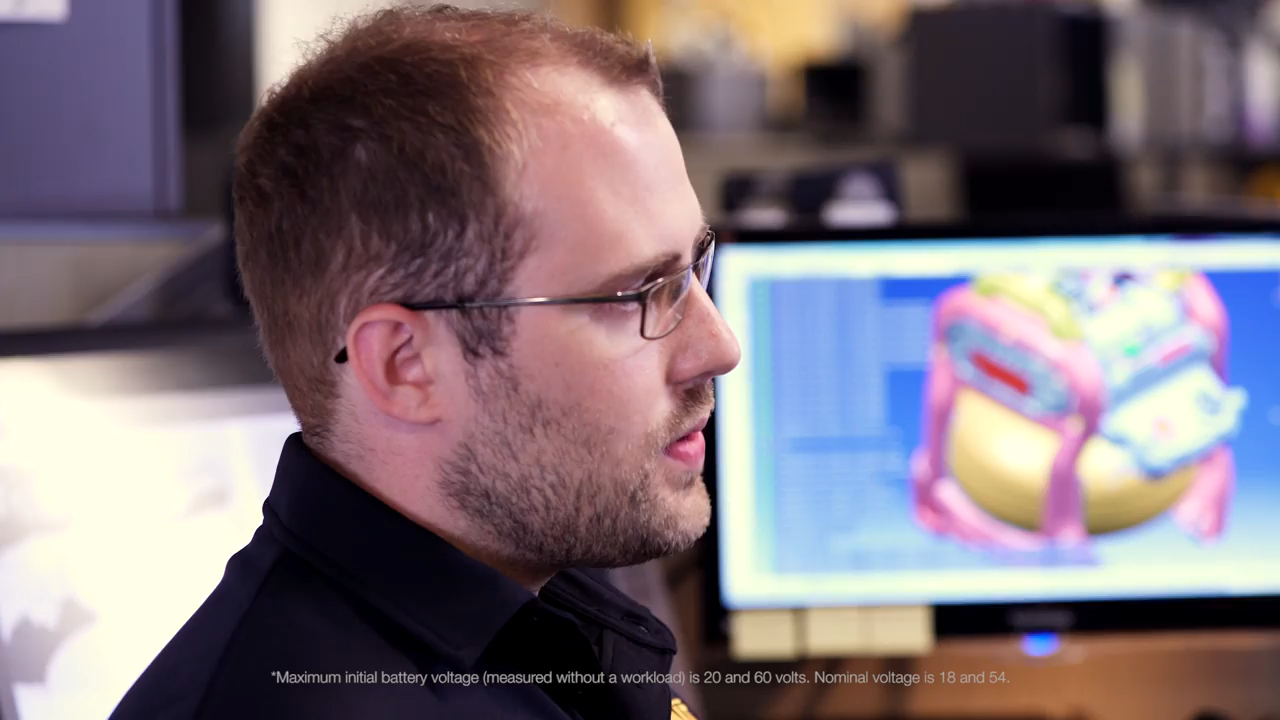 *Maximum initial battery voltage (measured without a workload) is 20 and 60 volts. Nominal voltage is 18 and 54.